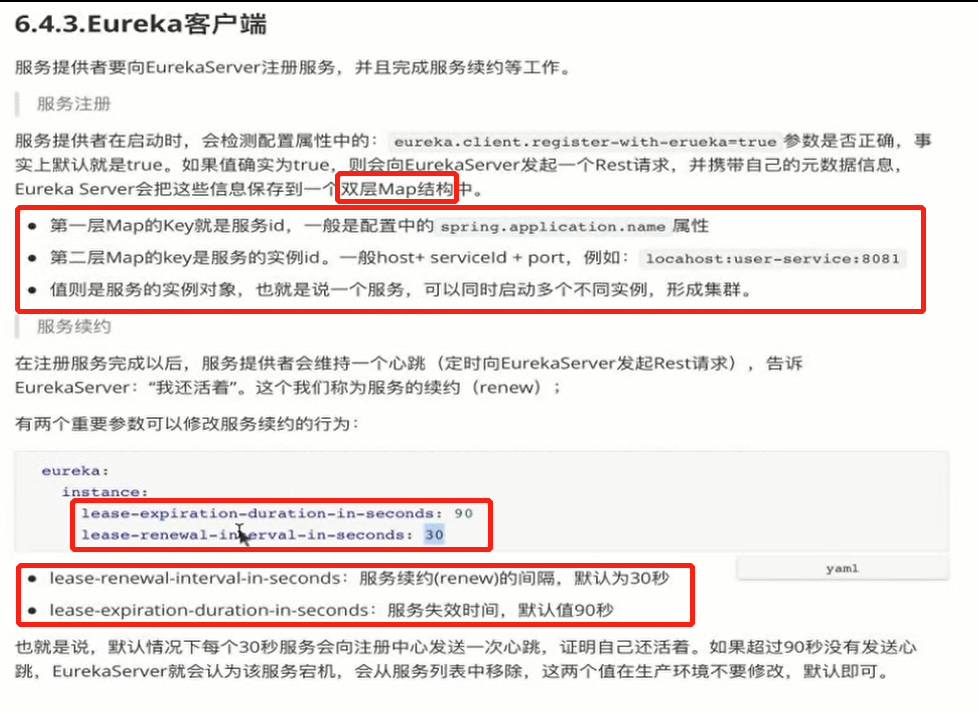 6.4.3.Eureka客户端
服务提供者要向EurekaServer注册服务，并且完成服务续约等工作。
服务注册
服务提供者在启动时，会检测配置属性中的： eureka.client.register-with-erueka=true 参数是否正确，事
实上默认就是true。如果值确实为true，则会向EurekaServer发起一个Rest请求，并携带自己的元数据信息，
Eureka Server会把这些信息保存到一个双层Map结构中。
● 第一层Map的Key就是服务id，一般是配置中的 spring.application.name 属性
● 第二层Map的key是服务的实例id。一般host+ serviceId + port，例如： locahost:user-service:8081
● 值则是服务的实例对象，也就是说一个服务，可以同时启动多个不同实例，形成集群。
服务续约
在注册服务完成以后，服务提供者会维持一个心跳（定时向EurekaServer发起Rest请求），告诉
EurekaServer：“我还活着”。这个我们称为服务的续约（renew）；
有两个重要参数可以修改服务续约的行为：
eureka:
instance:
lease-expiration-duration-in-seconds: 90
lease-renewal-interval-in-seconds: 30
yaml
● lease-renewal-interval-in-seconds：服务续约(renew)的间隔，默认为30秒
● lease-expiration-duration-in-seconds：服务失效时间，默认值90秒
也就是说，默认情况下每个30秒服务会向注册中心发送一次心跳，证明自己还活着。如果超过90秒没有发送心
跳，EurekaServer就会认为该服务宕机，会从服务列表中移除，这两个值在生产环境不要修改，默认即可。